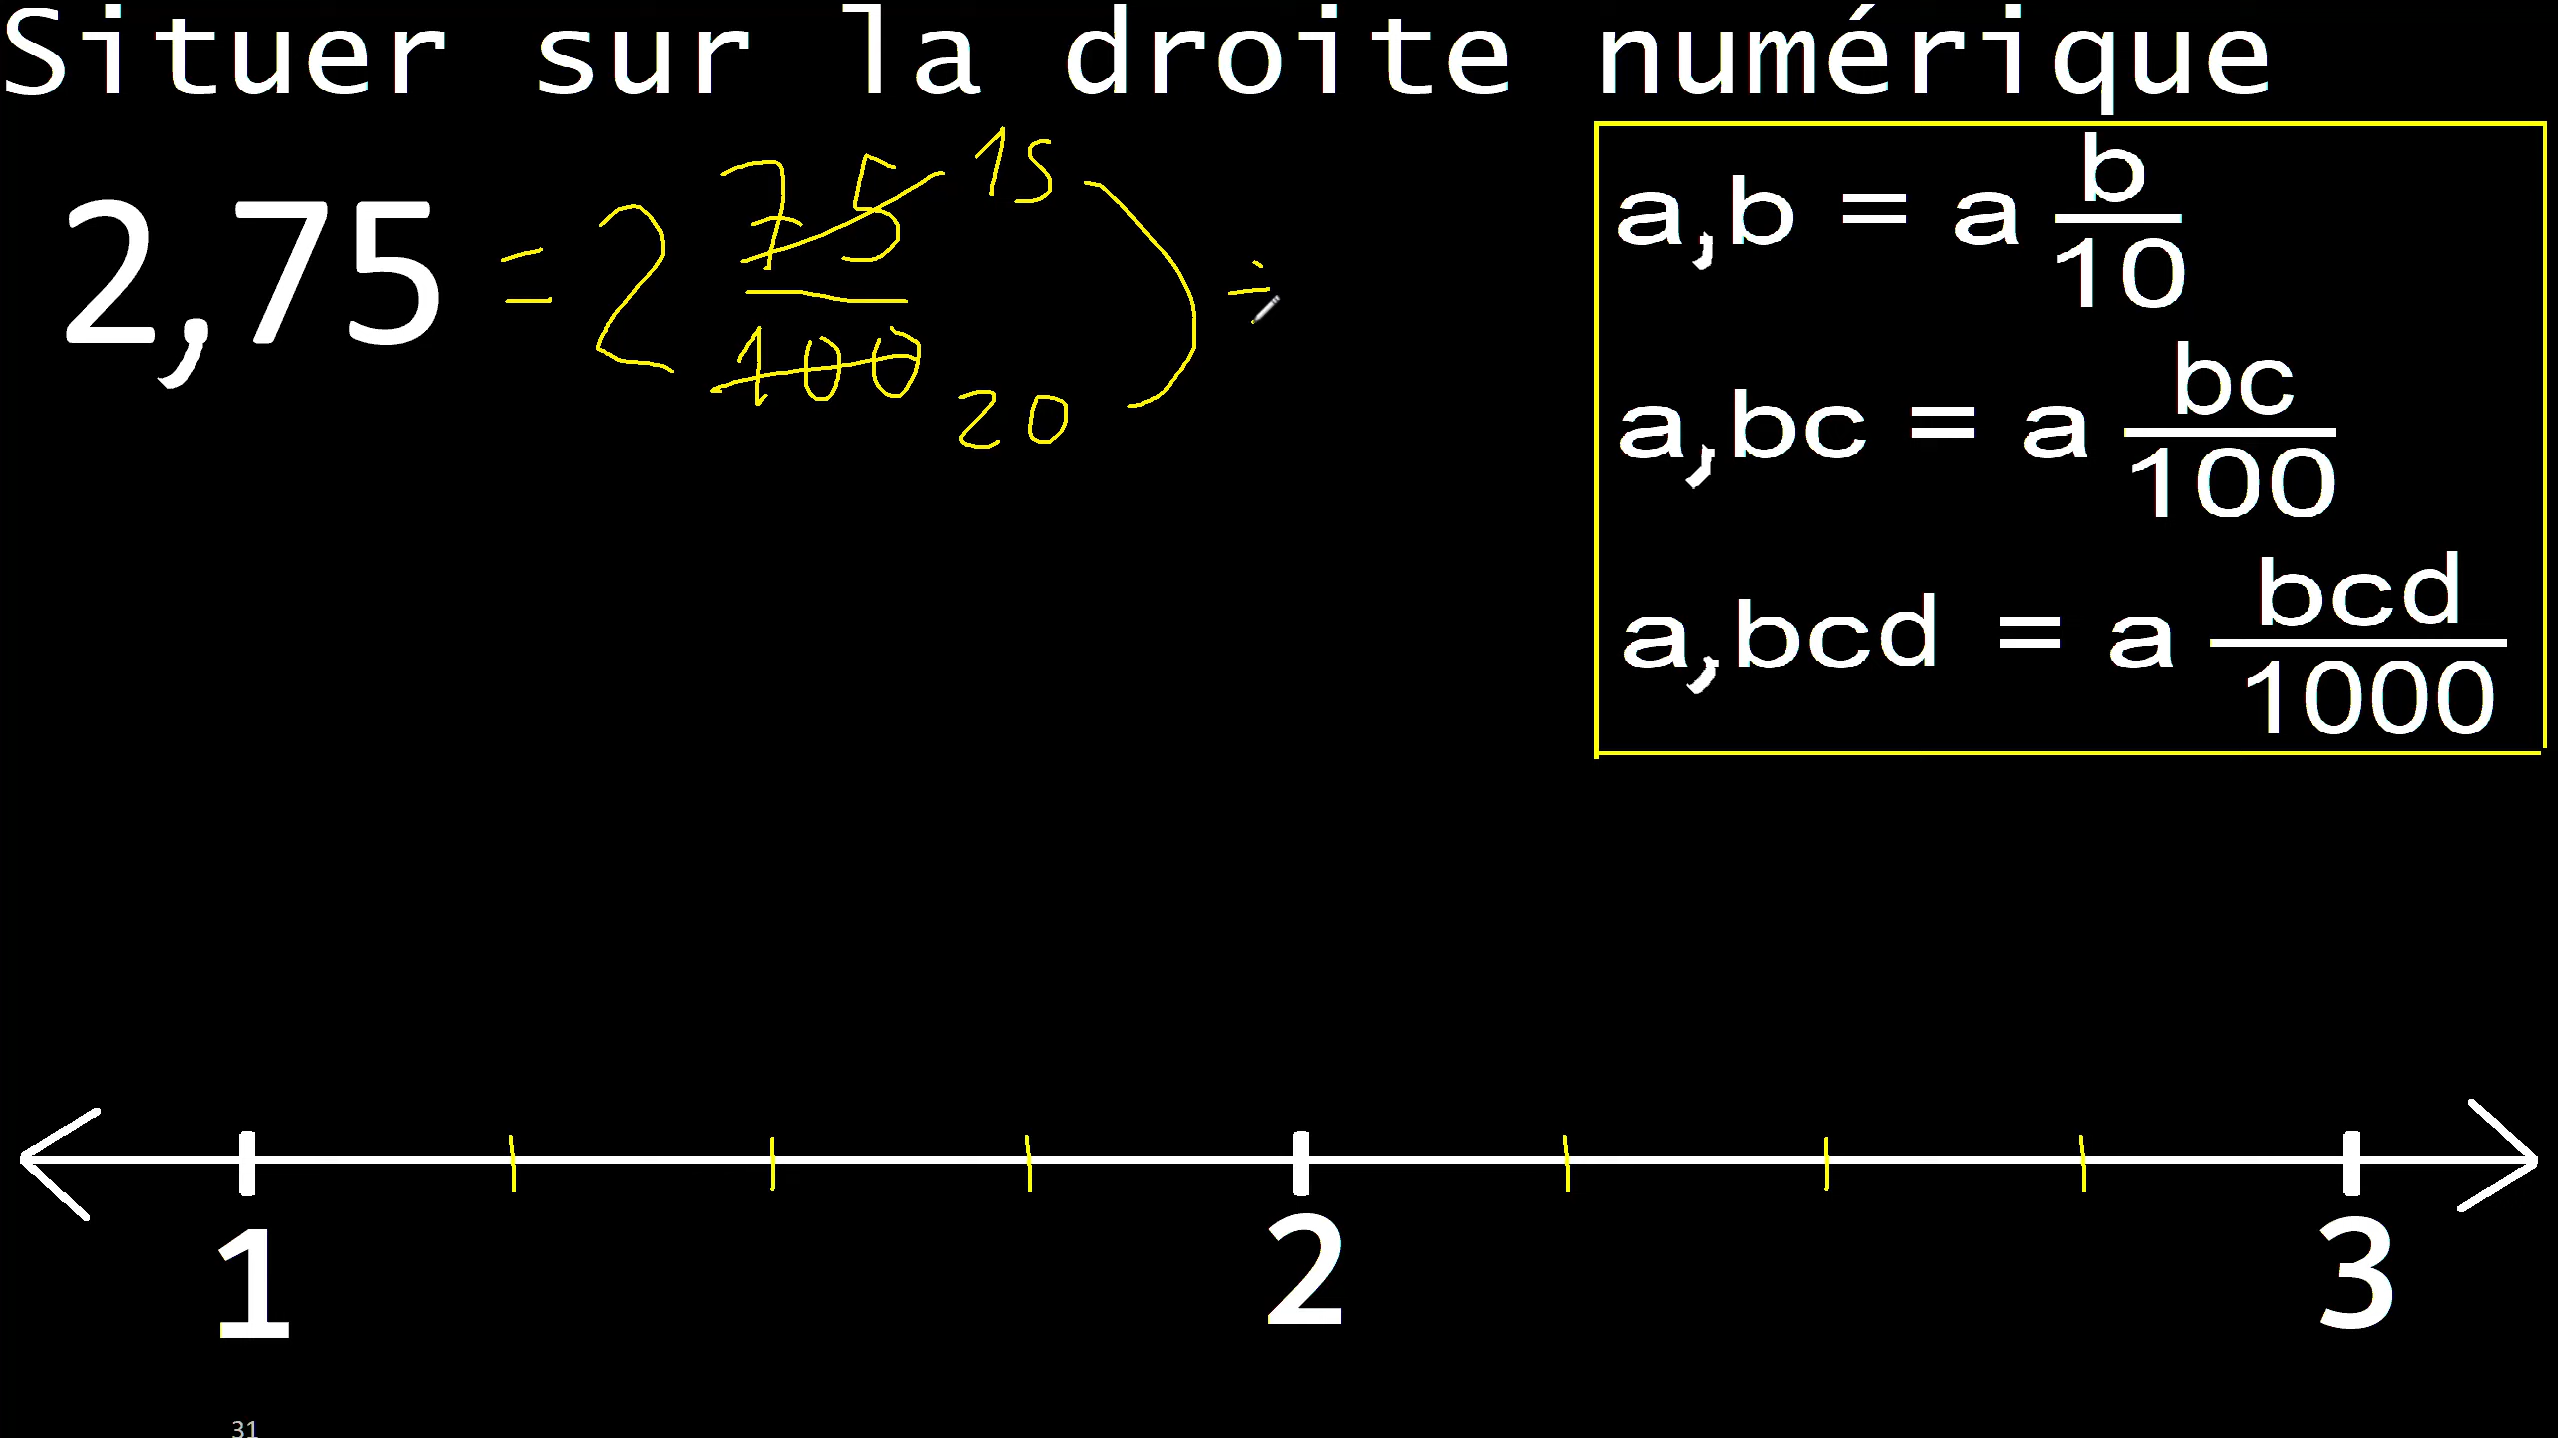 Situer sur la droite numérique
2,75 = 2 75/100 15 20 ÷
a,b = a b/10
a,bc = a bc/100
a,bcd = a bcd/1000
1 2 3
31